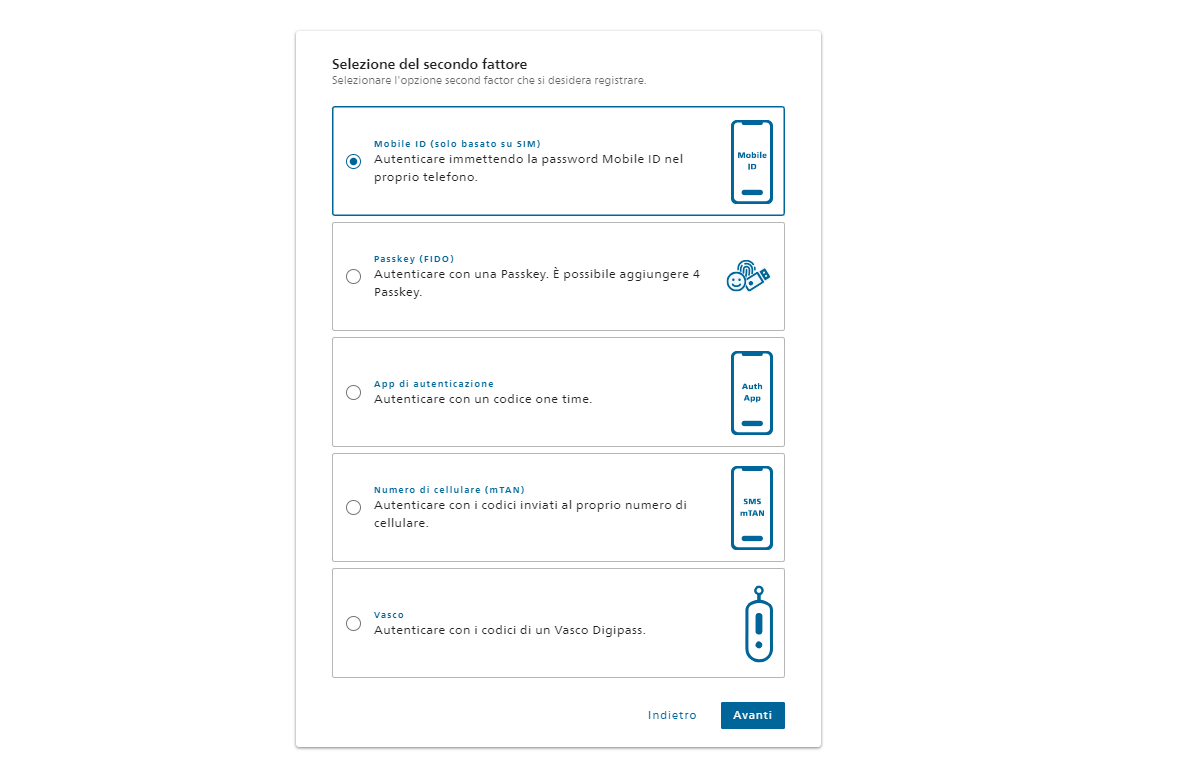 Selezione del secondo fattore
Selezionare l'opzione second factor che si desidera registrare.
Mobile ID (solo basato su SIM)
Autenticare immettendo la password Mobile ID nel
proprio telefono.
Mobile
ID
Passkey (FIDO)
Autenticare con una Passkey. È possibile aggiungere 4
Passkey.
App di autenticazione
Autenticare con un codice one time.
Auth
App
Numero di cellulare (mTAN)
Autenticare con i codici inviati al proprio numero di
cellulare.
SMS
mTAN
Vasco
Autenticare con i codici di un Vasco Digipass.
Indietro
Avanti